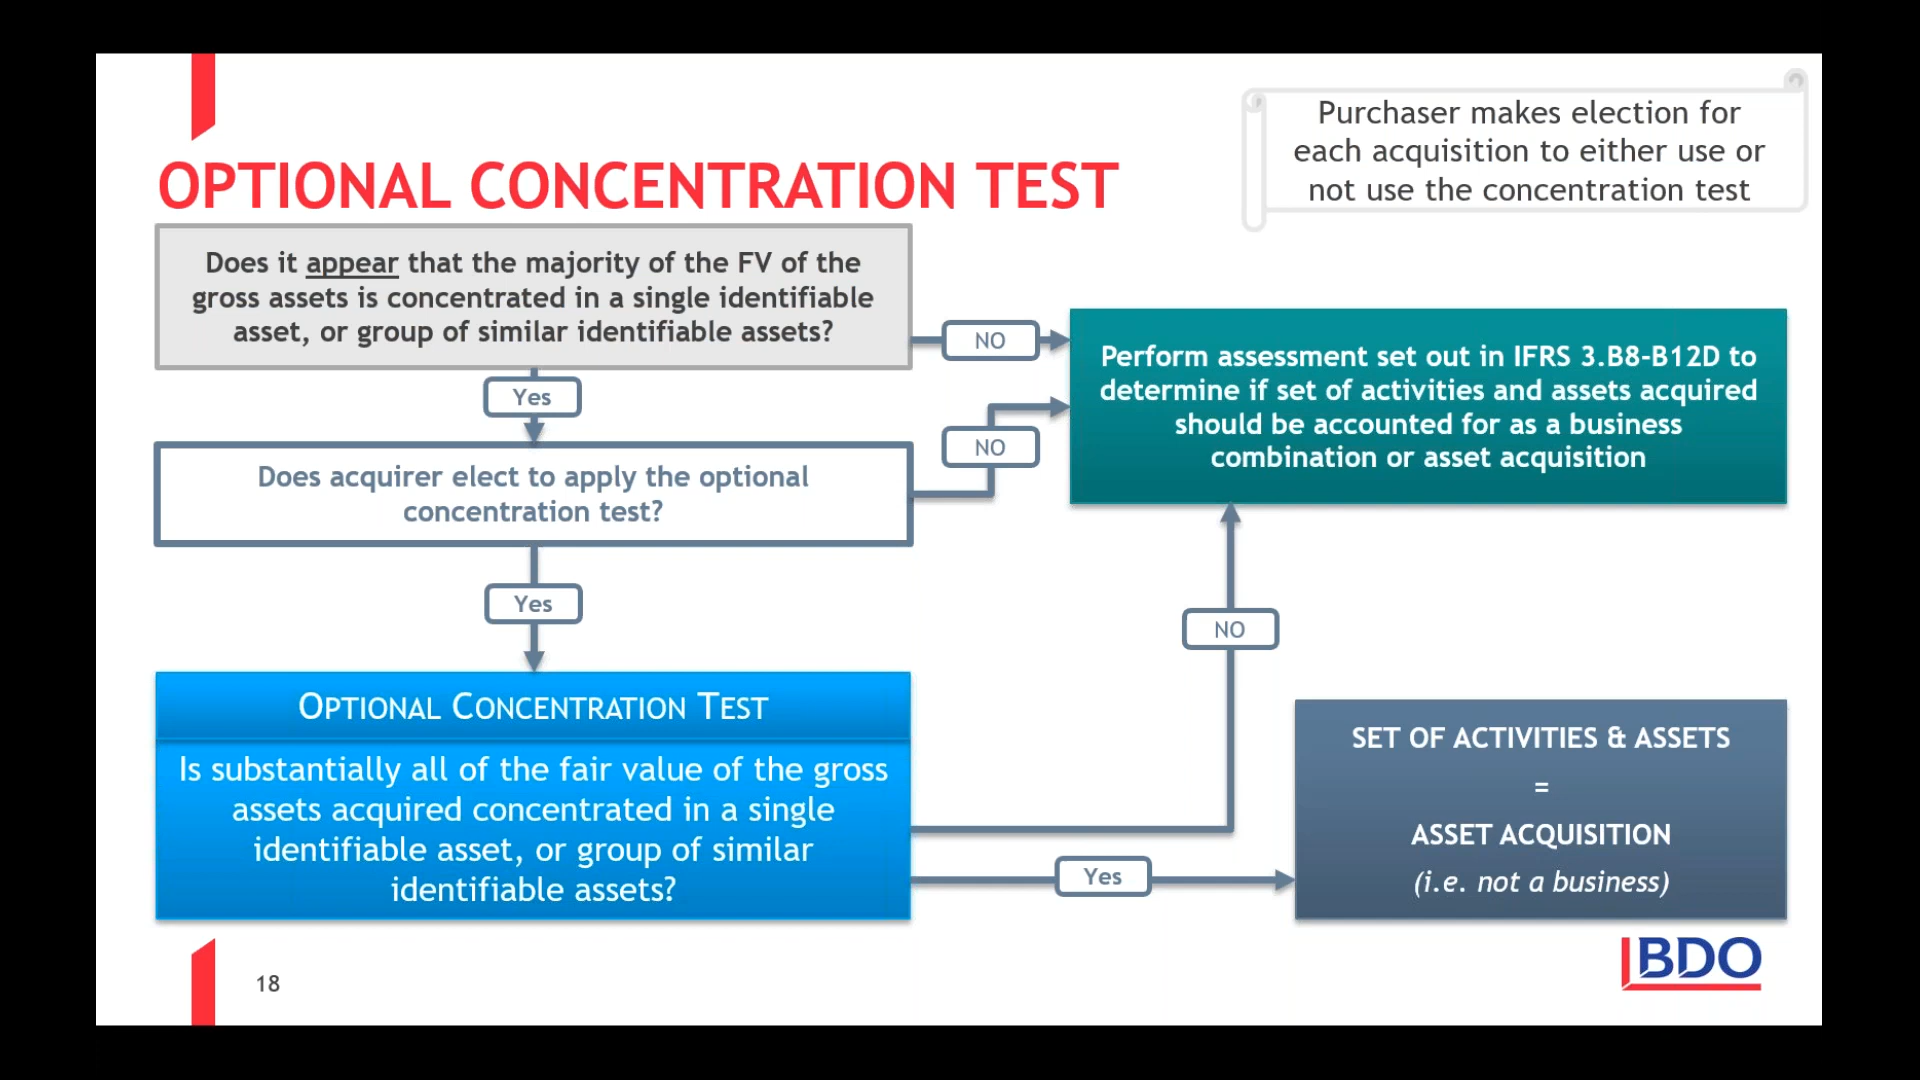 Purchaser makes election for
each acquisition to either use or
not use the concentration test
OPTIONAL CONCENTRATION TEST
Does it appear that the majority of the FV of the
gross assets is concentrated in a single identifiable
asset, or group of similar identifiable assets?
NO
Perform assessment set out in IFRS 3.B8-B12D to
determine if set of activities and assets acquired
should be accounted for as a business
combination or asset acquisition
Yes
NO
Does acquirer elect to apply the optional
concentration test?
Yes
NO
OPTIONAL CONCENTRATION TEST
Is substantially all of the fair value of the gross
assets acquired concentrated in a single
identifiable asset, or group of similar
identifiable assets?
Yes
SET OF ACTIVITIES & ASSETS
=
ASSET ACQUISITION
(i.e. not a business)
18
BDO